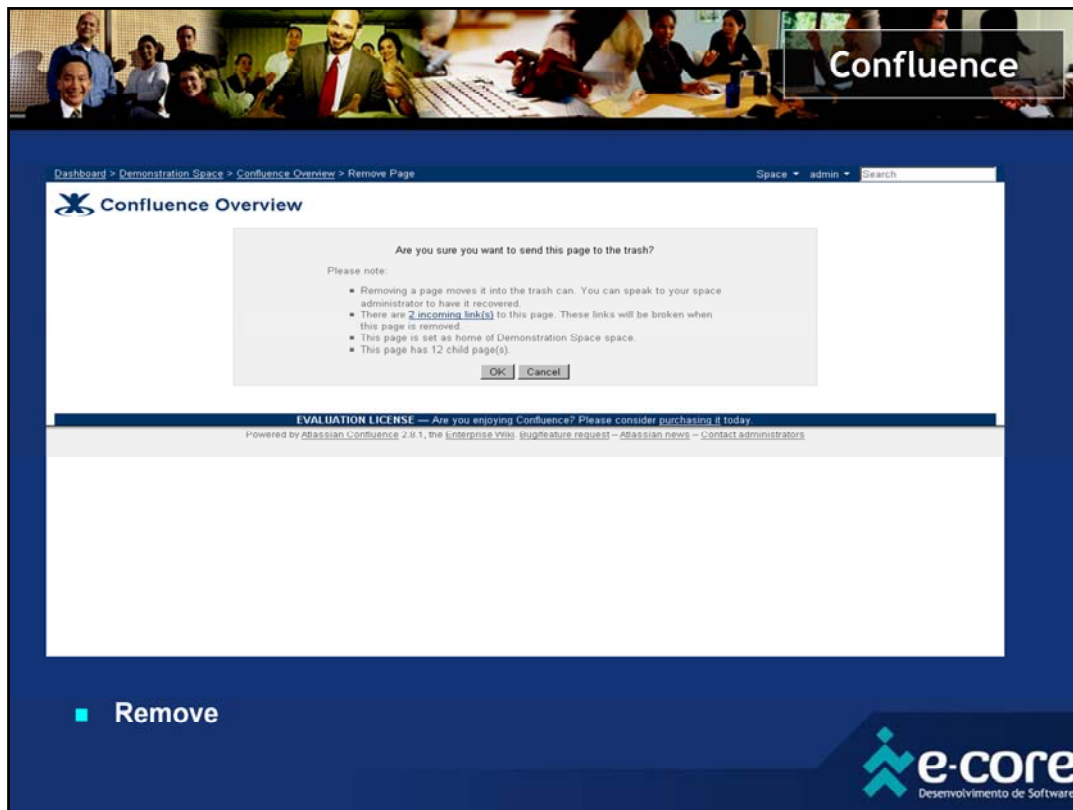 Confluence
Dashboard > Demonstration Space > Confluence Overview > Remove Page
Space admin Search
Confluence Overview
Are you sure you want to send this page to the trash?
Please note:
Removing a page moves it into the trash can. You can speak to your space
administrator to have it recovered.
There are 2 incoming link(s) to this page. These links will be broken when
this page is removed.
This page is set as home of Demonstration Space space.
This page has 12 child page(s).
OK Cancel
EVALUATION LICENSE — Are you enjoying Confluence? Please consider purchasing it today.
Powered by Atlassian Confluence 2.8.1, the Enterprise Wiki. Bug/feature request – Atlassian news – Contact administrators
Remove
e-core
Desenvolvimento de Software